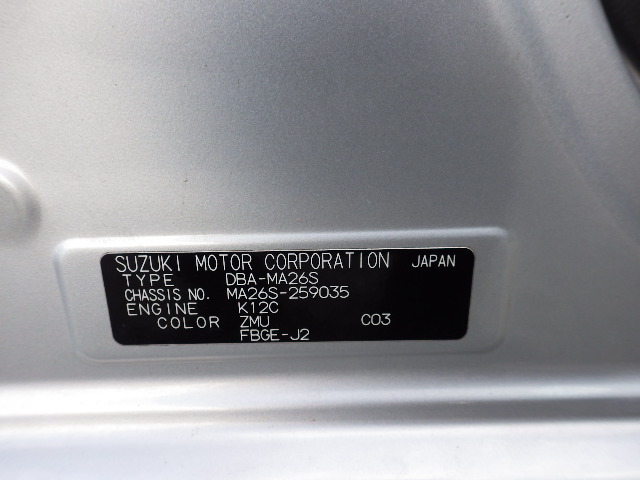 SUZUKI MOTOR CORPORATION JAPAN
TYPE DBA-MA26S
CHASSIS NO. MA26S-259035
ENGINE K12C
COLOR ZMU C03
FBGE-J2